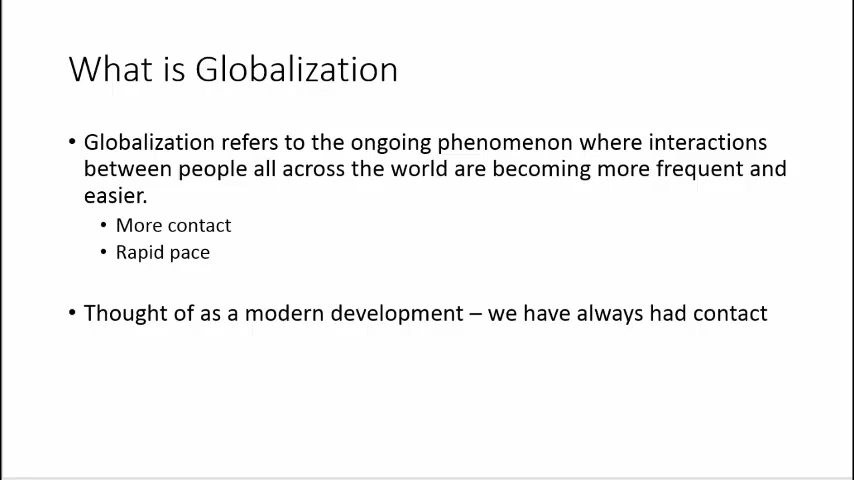 What is Globalization
• Globalization refers to the ongoing phenomenon where interactions
between people all across the world are becoming more frequent and
easier.
• More contact
• Rapid pace
• Thought of as a modern development – we have always had contact